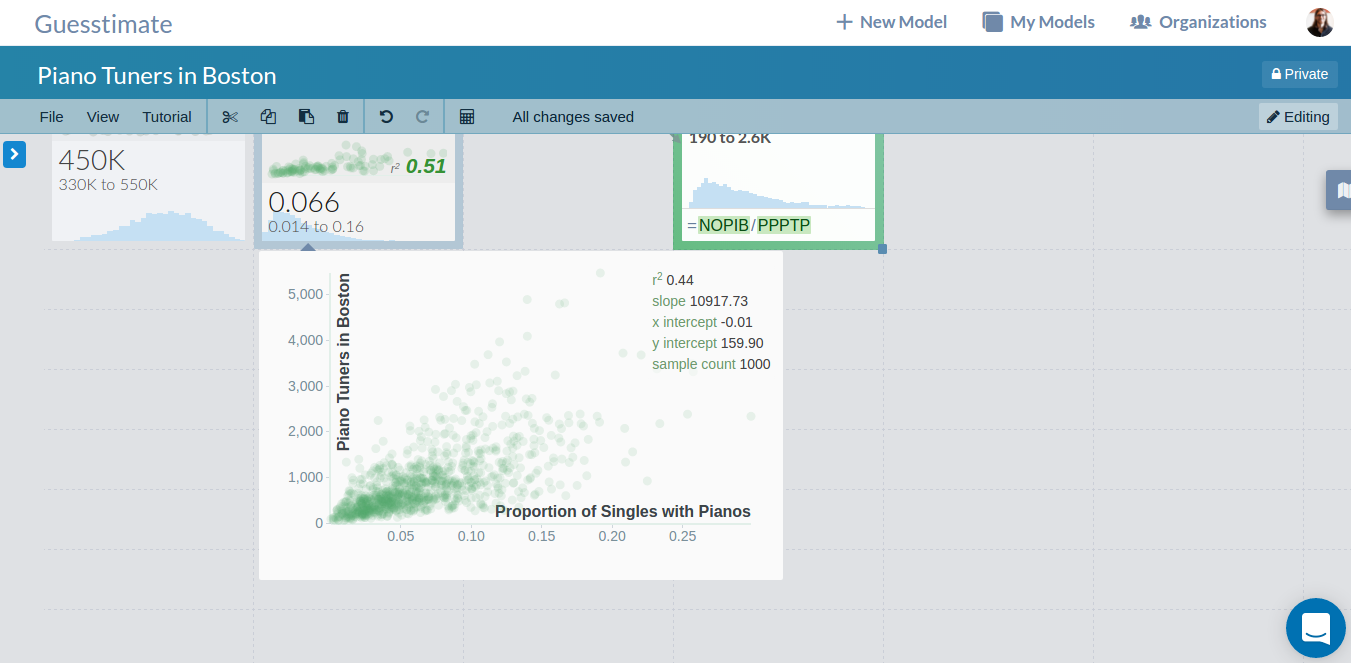 Guesstimate
New Model
My Models
Organizations
Piano Tuners in Boston
Private
File
View
Tutorial
All changes saved
Editing
450K
330K to 550K
r² 0.51
0.066
0.014 to 0.16
190 to 2.6K
=NOPIB/PPPTP
Piano Tuners in Boston
5,000
4,000
3,000
2,000
1,000
0
r² 0.44
slope 10917.73
x intercept -0.01
y intercept 159.90
sample count 1000
Proportion of Singles with Pianos
0.05
0.10
0.15
0.20
0.25